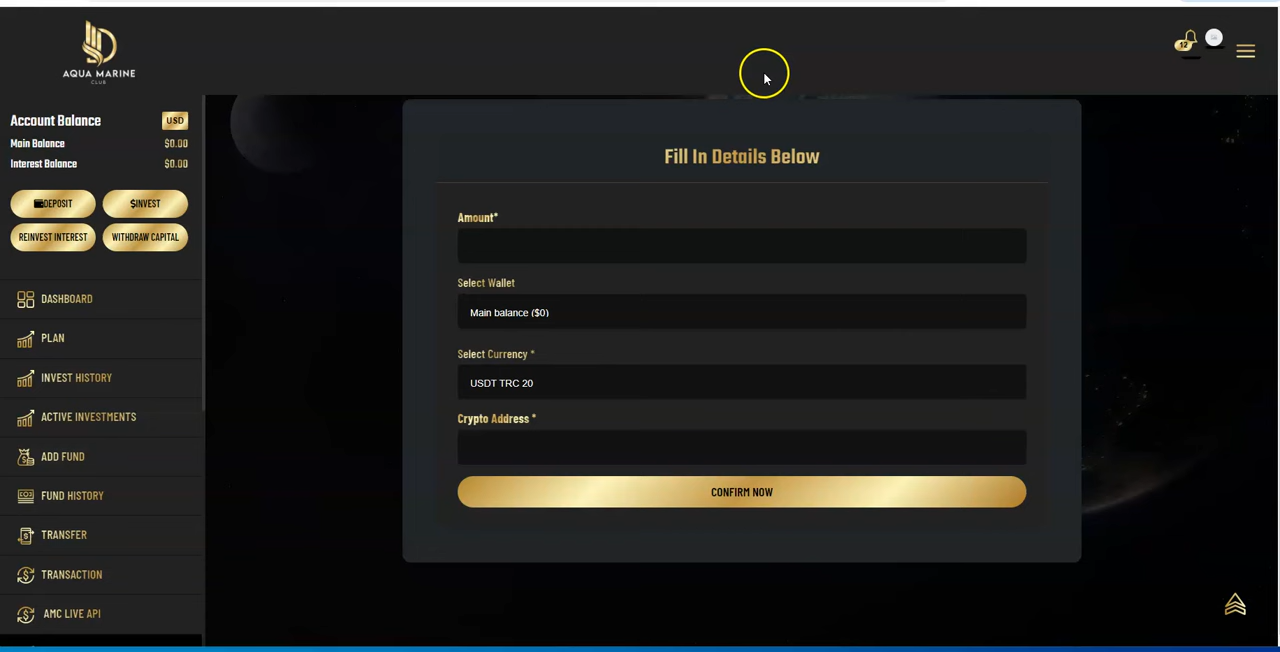 AQUA MARINE
CLUB
12
Account Balance
USD
Main Balance
$0.00
Interest Balance
$0.00
DEPOSIT
$INVEST
REINVEST INTEREST
WITHDRAW CAPITAL
DASHBOARD
PLAN
INVEST HISTORY
ACTIVE INVESTMENTS
ADD FUND
FUND HISTORY
TRANSFER
TRANSACTION
AMC LIVE API
Fill In Details Below
Amount*
Select Wallet
Main balance ($0)
Select Currency *
USDT TRC 20
Crypto Address *
CONFIRM NOW